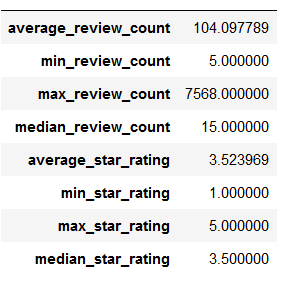 average_review_count 104.097789
min_review_count 5.000000
max_review_count 7568.000000
median_review_count 15.000000
average_star_rating 3.523969
min_star_rating 1.000000
max_star_rating 5.000000
median_star_rating 3.500000